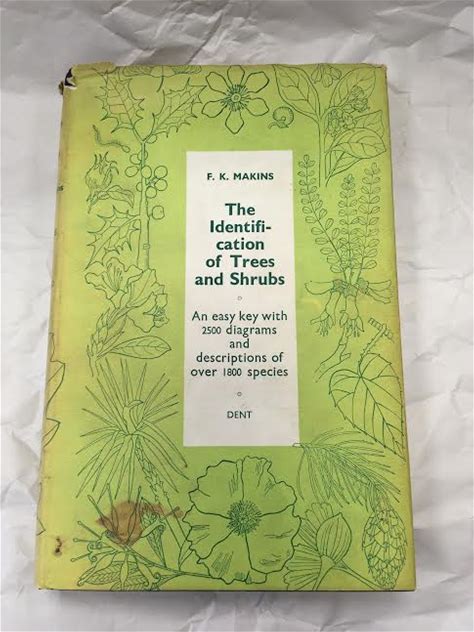 F. K. MAKINS
The
Identifi-
cation
of Trees
and Shrubs
An easy key with
2500 diagrams
and
descriptions of
over 1800 species
DENT